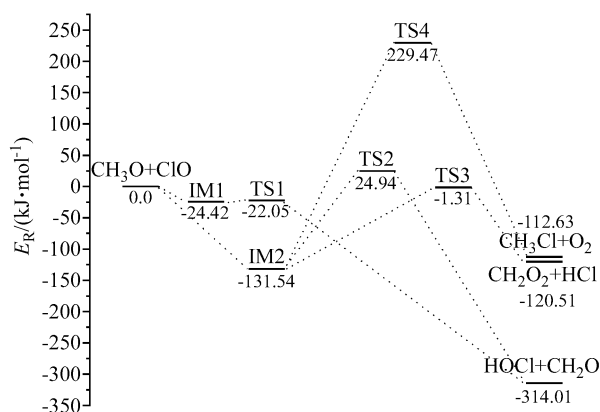 E_R/(kJ•mol⁻¹)
250
200
150
100
50
0
-50
-100
-150
-200
-250
-300
-350
TS4
229.47
TS2
24.94
TS3
-1.31
CH₃O+ClO
0.0
IM1
-24.42
TS1
-22.05
IM2
-131.54
-112.63
CH₃Cl+O₂
CH₂O₂+HCl
-120.51
HOCl+CH₂O
-314.01